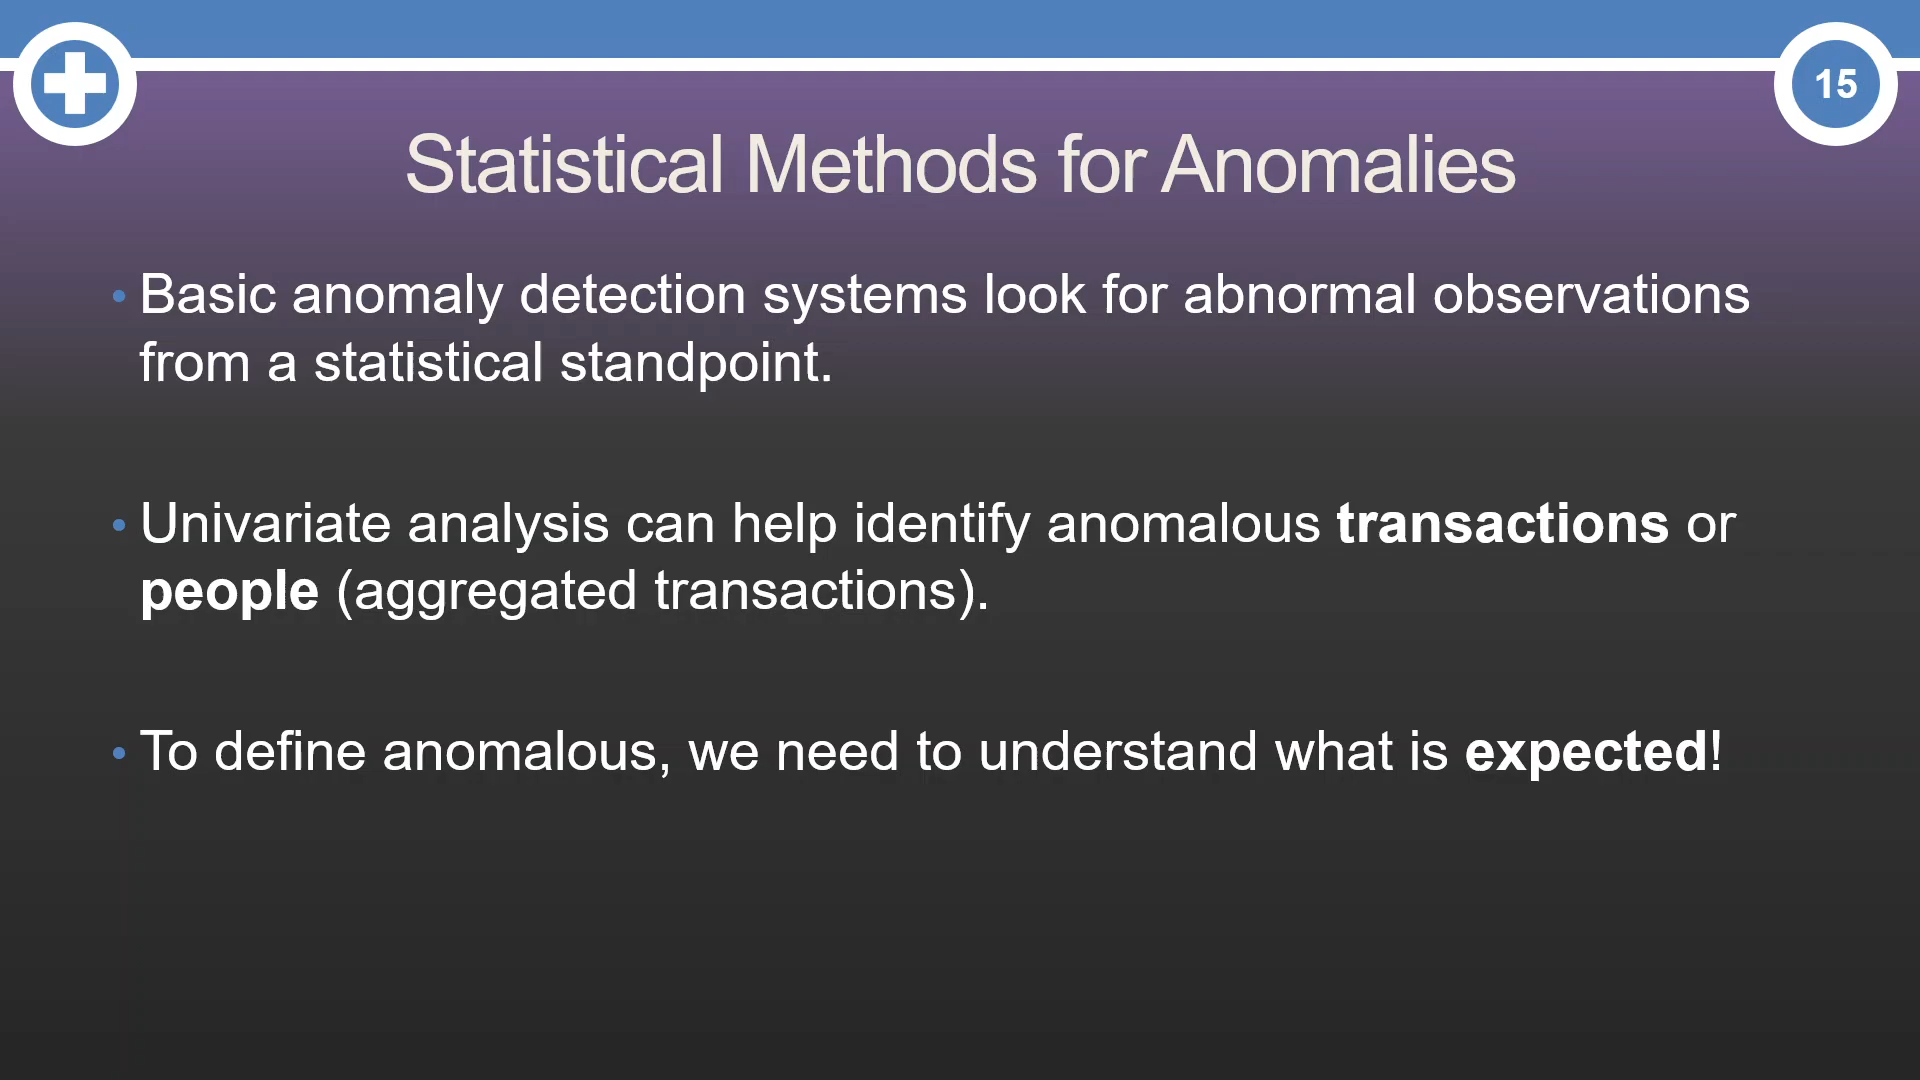 15
Statistical Methods for Anomalies
• Basic anomaly detection systems look for abnormal observations
from a statistical standpoint.
• Univariate analysis can help identify anomalous transactions or
people (aggregated transactions).
• To define anomalous, we need to understand what is expected!